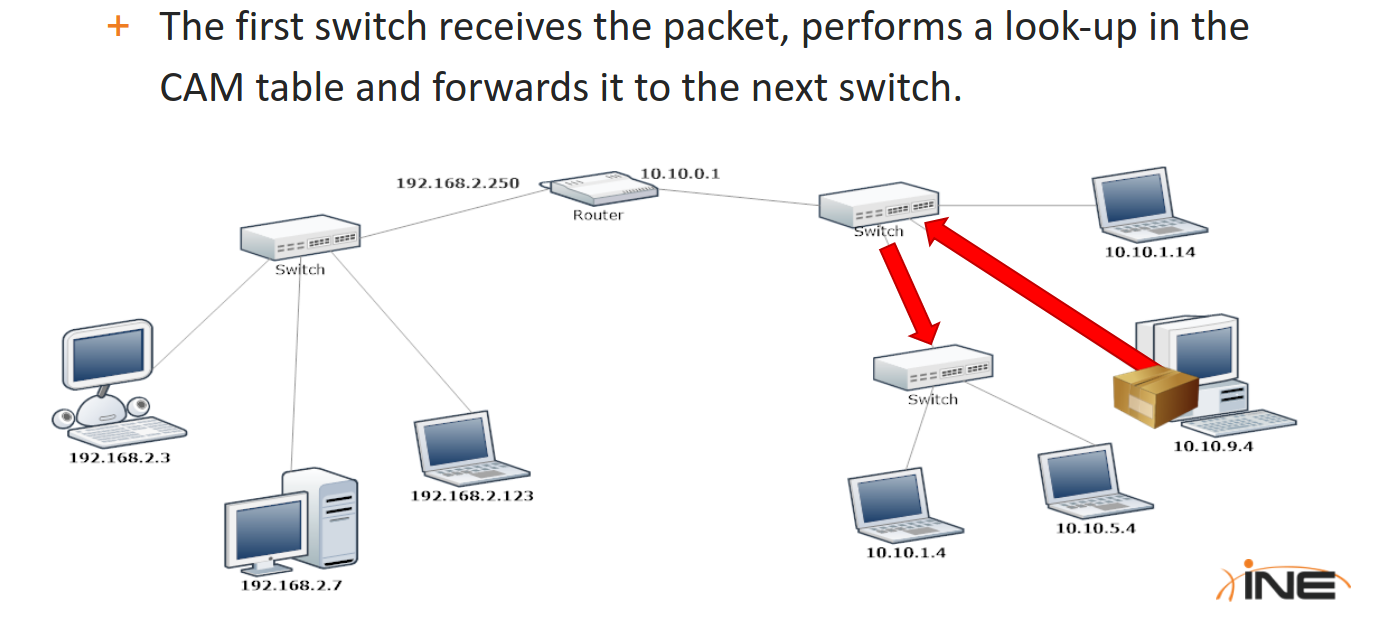 + The first switch receives the packet, performs a look-up in the
CAM table and forwards it to the next switch.
192.168.2.250
10.10.0.1
Router
Switch
10.10.1.14
Switch
192.168.2.3
192.168.2.7
192.168.2.123
Switch
10.10.9.4
10.10.1.4
10.10.5.4
INE